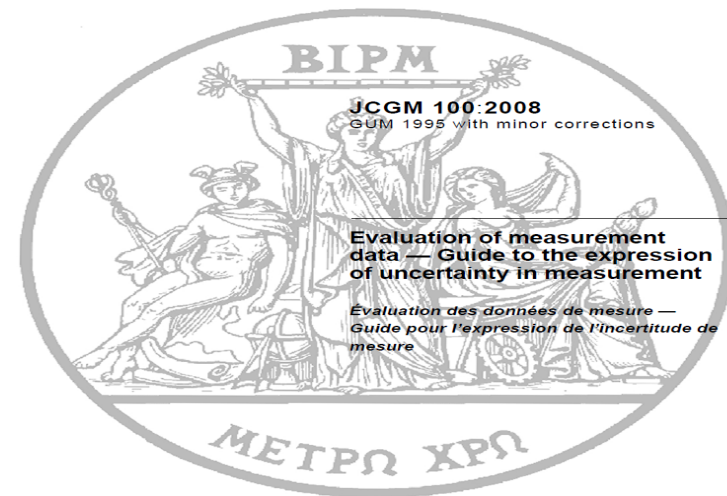 BIPM
JCGM 100:2008
GUM 1995 with minor corrections
Evaluation of measurement
data — Guide to the expression
of uncertainty in measurement
Évaluation des données de mesure —
Guide pour l'expression de l'incertitude de
mesure
ΜΕΤΡΩ ΧΡΩ